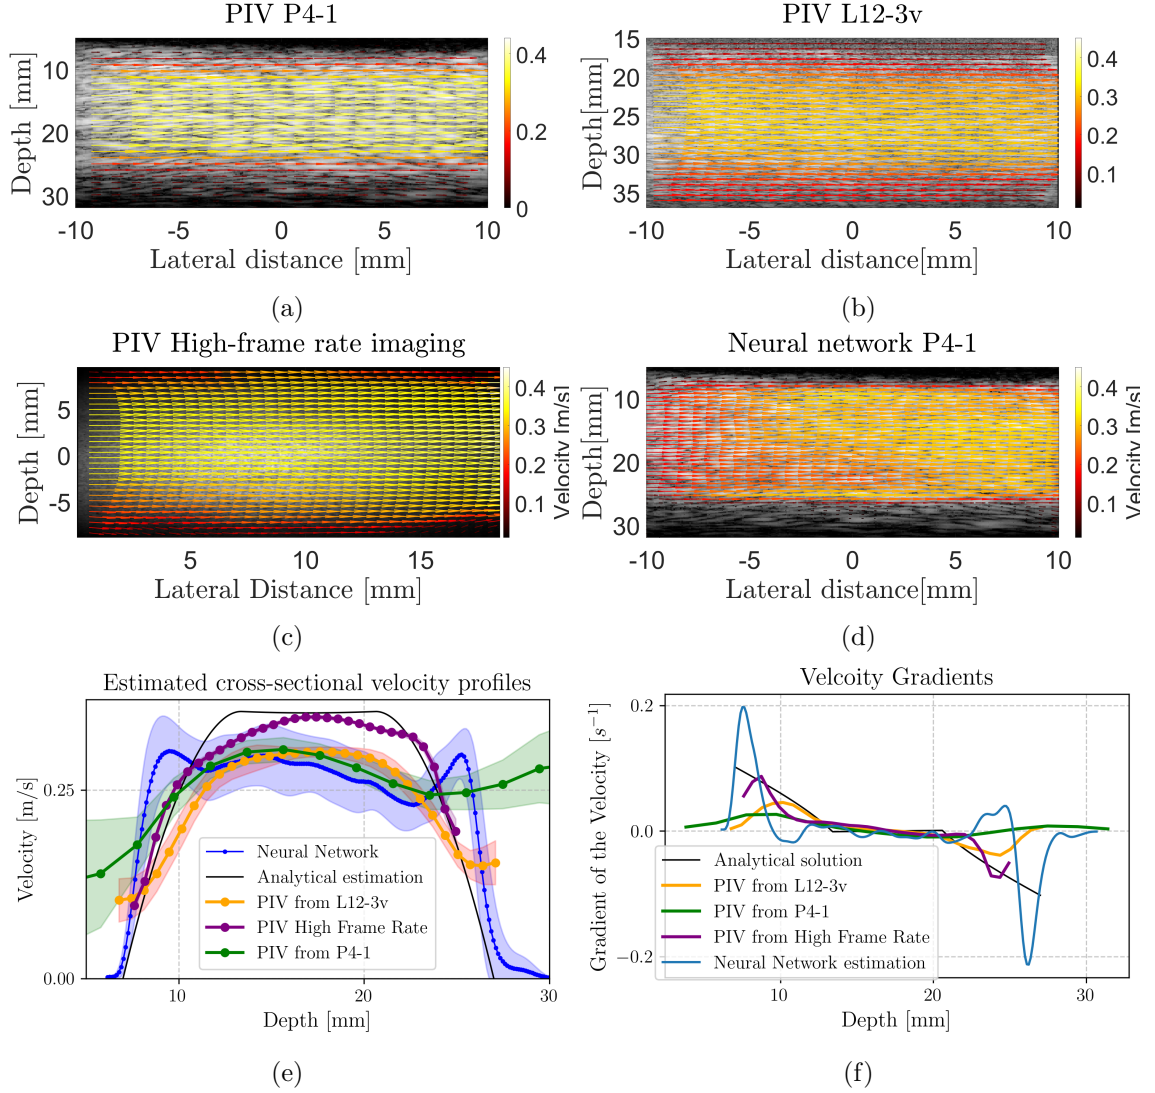 PIV P4-1
Depth [mm]
10
20
30
-10
-5
0
5
10
Lateral distance [mm]
0.4
0.2
0
(a)
PIV L12-3v
Depth[mm]
15
20
25
30
35
-10
-5
0
5
10
Lateral distance[mm]
0.4
0.3
0.2
0.1
(b)
PIV High-frame rate imaging
Depth [mm]
5
0
-5
5
10
15
Lateral Distance [mm]
0.4
0.3
0.2
0.1
Velocity [m/s]
(c)
Neural network P4-1
Depth[mm]
10
20
30
-10
-5
0
5
10
Lateral distance[mm]
0.4
0.3
0.2
0.1
Velocity [m/s]
(d)
Estimated cross-sectional velocity profiles
Velocity [m/s]
0.25
0.00
Neural Network
Analytical estimation
PIV from L12-3v
PIV High Frame Rate
PIV from P4-1
10
20
30
Depth [mm]
(e)
Velcoity Gradients
Gradient of the Velocity [s⁻¹]
0.2
0.0
−0.2
Analytical solution
PIV from L12-3v
PIV from P4-1
PIV from High Frame Rate
Neural Network estimation
10
20
30
Depth [mm]
(f)